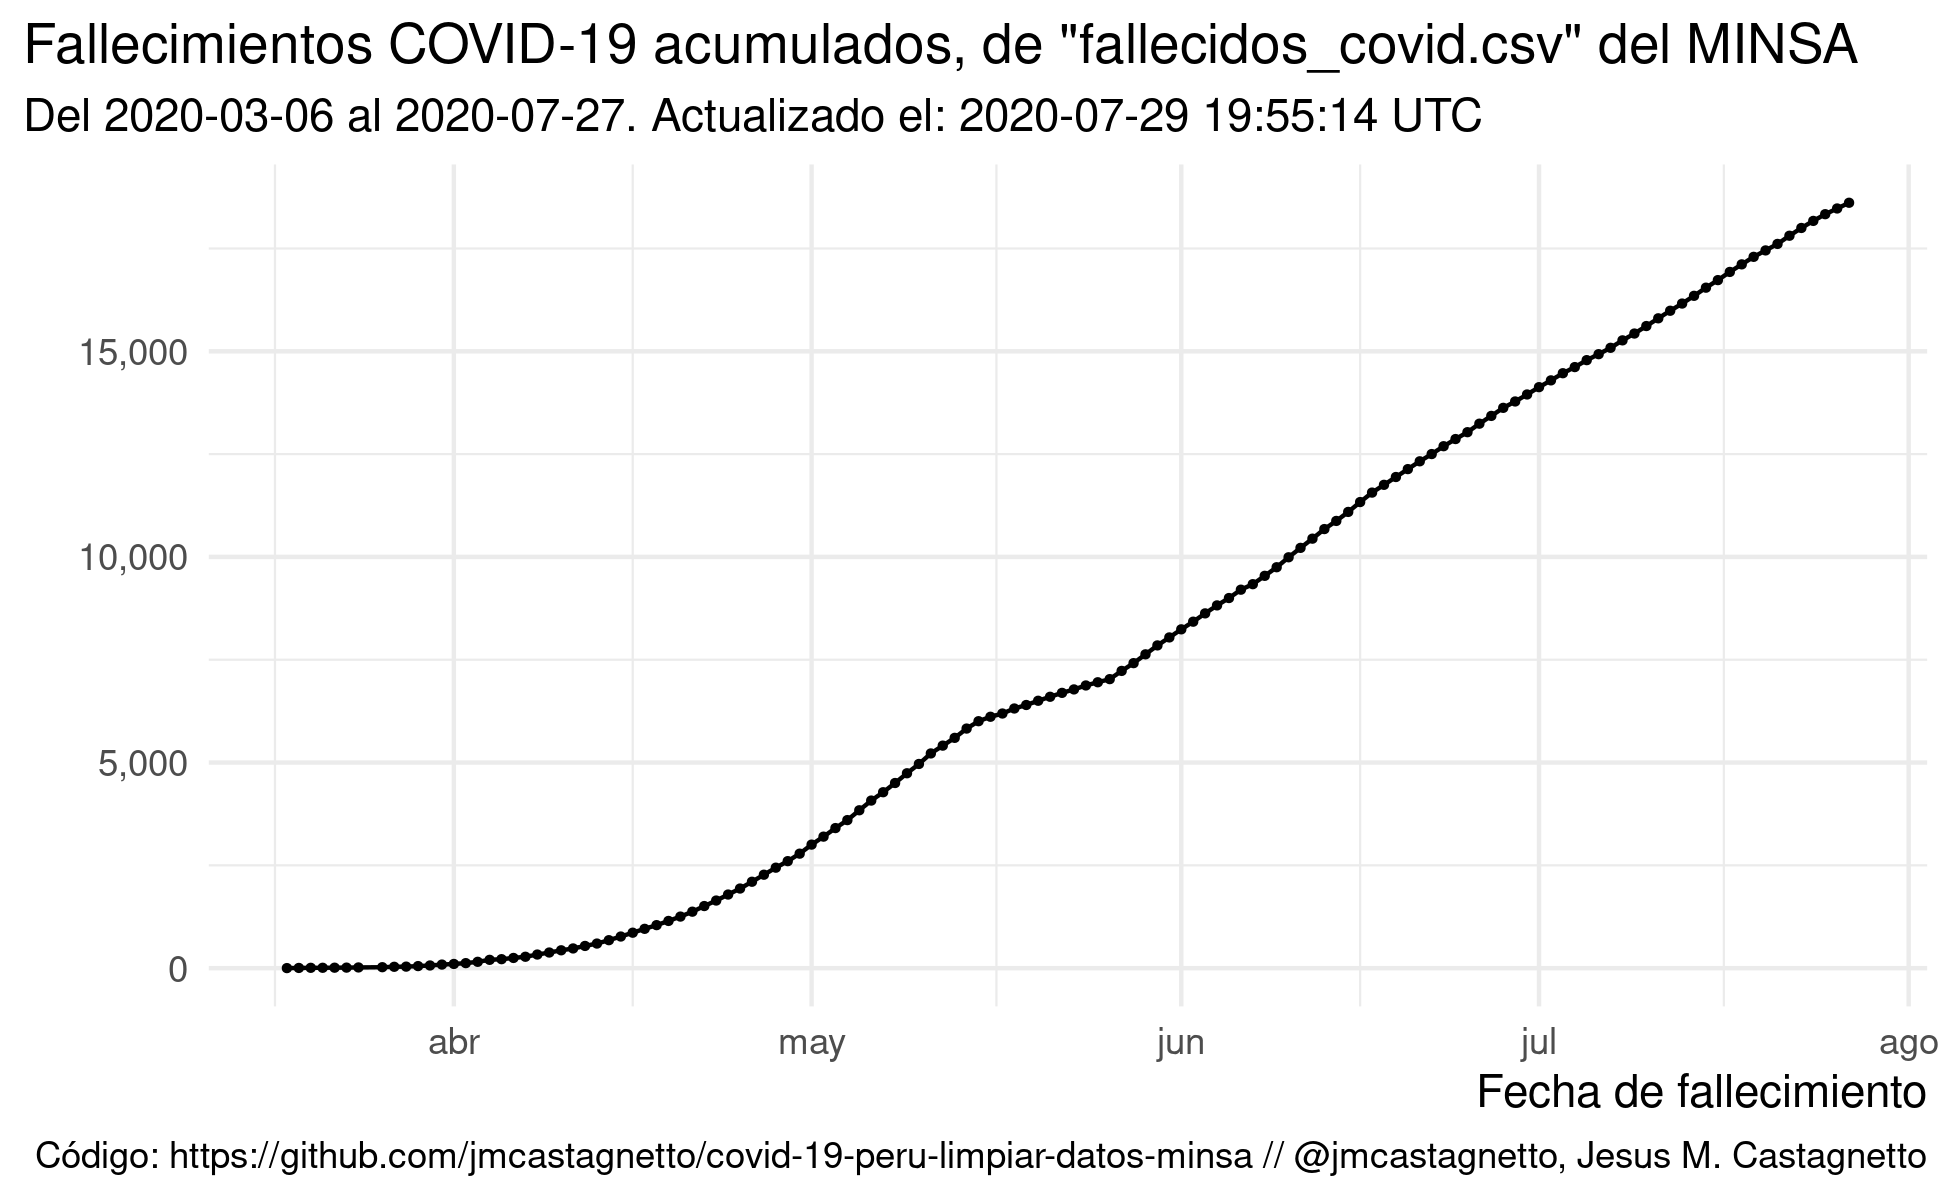 Fallecimientos COVID-19 acumulados, de "fallecidos_covid.csv" del MINSA
Del 2020-03-06 al 2020-07-27. Actualizado el: 2020-07-29 19:55:14 UTC
15,000
10,000
5,000
0
abr may jun jul ago
Fecha de fallecimiento
Código: https://github.com/jmcastagnetto/covid-19-peru-limpiar-datos-minsa // @jmcastagnetto, Jesus M. Castagnetto